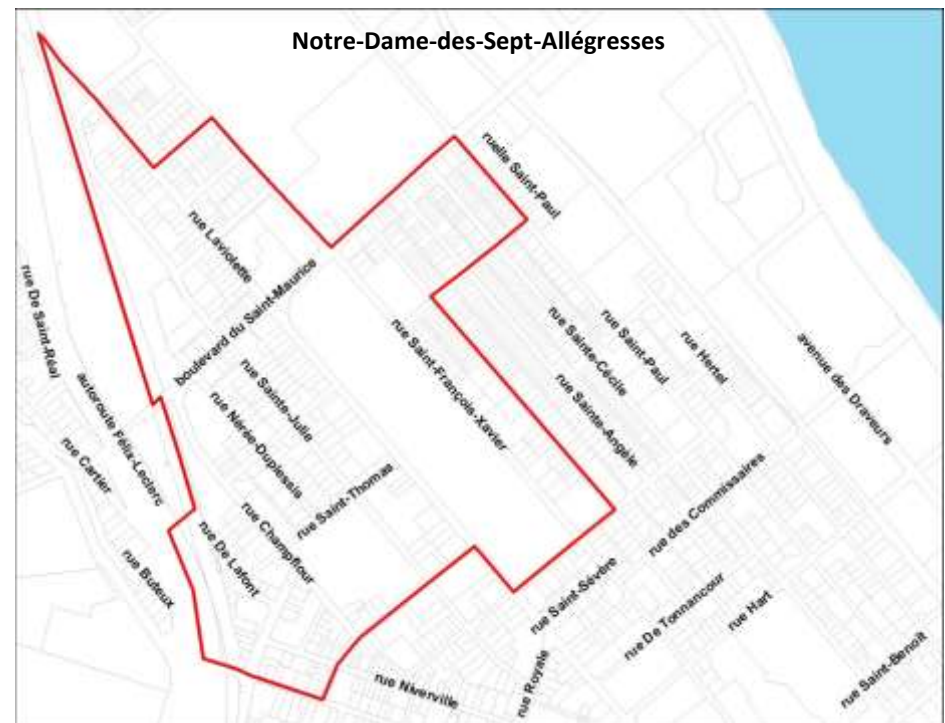 Notre-Dame-des-Sept-Allégresses
ruelle Saint-Paul
rue Laviolette
rue De Saint-Réal
boulevard du Saint-Maurice
rue Saint-François-Xavier
rue Sainte-Cécile
rue Saint-Paul
rue Hertel
avenue des Draveurs
rue Sainte-Julie
rue Nérée-Duplessis
autoroute Félix-Leclerc
rue Cartier
rue Sainte-Angèle
rue Saint-Thomas
rue Champflour
rue des Commissaires
rue De Lafont
rue Buteux
rue Saint-Sévère
rue De Tonnancour
rue Hart
rue Niverville
rue Royale
rue Saint-Benoît